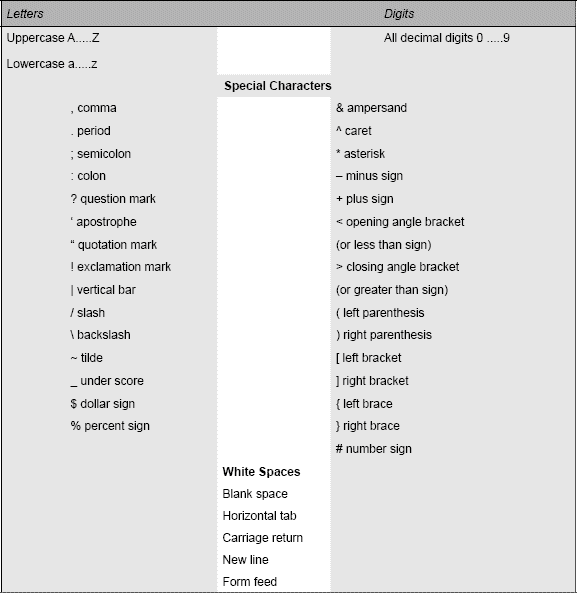 Letters Digits
Uppercase A.....Z All decimal digits 0 .....9
Lowercase a.....z
Special Characters
, comma & ampersand
. period ^ caret
; semicolon * asterisk
: colon – minus sign
? question mark + plus sign
‘ apostrophe < opening angle bracket
“ quotation mark (or less than sign)
! exclamation mark > closing angle bracket
| vertical bar (or greater than sign)
/ slash ( left parenthesis
\ backslash ) right parenthesis
~ tilde [ left bracket
_ under score ] right bracket
$ dollar sign { left brace
% percent sign } right brace
# number sign
White Spaces
Blank space
Horizontal tab
Carriage return
New line
Form feed